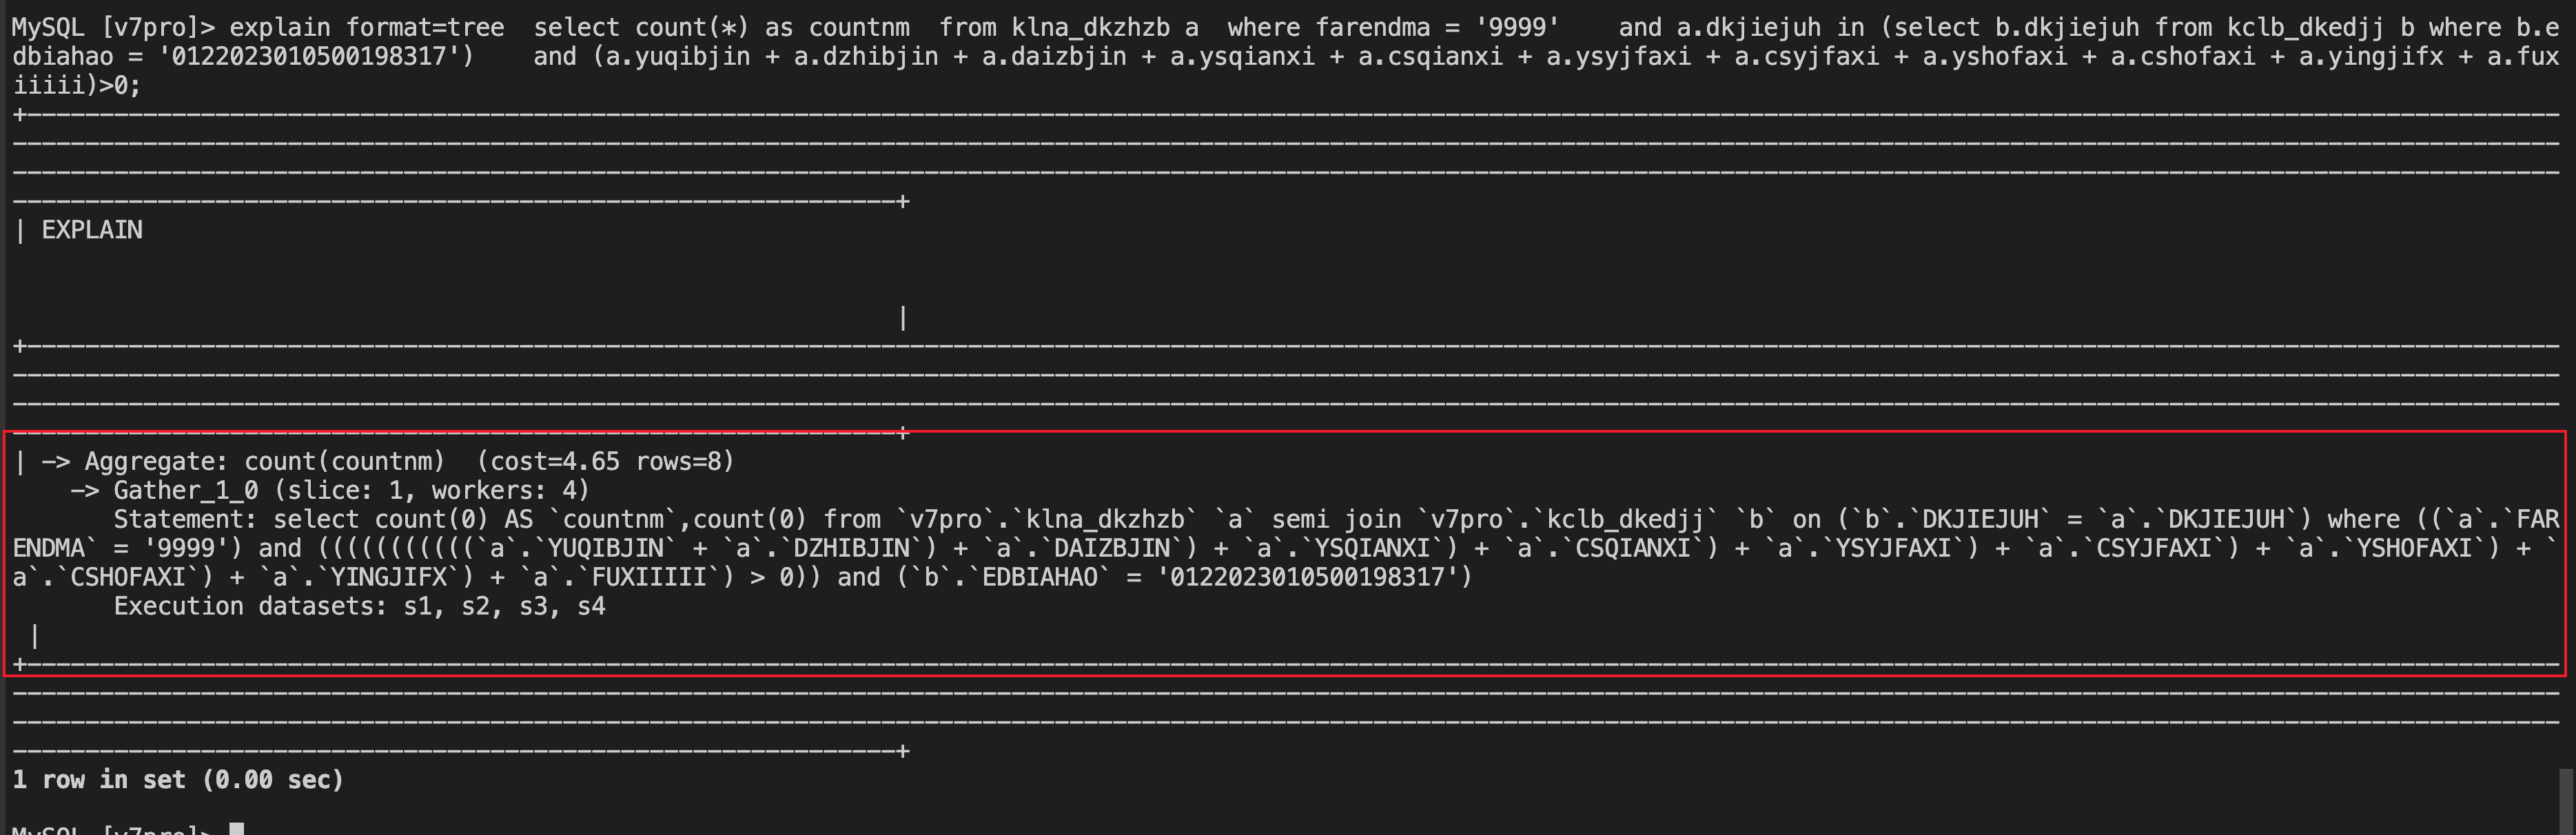 MySQL [v7pro]> explain format=tree  select count(*) as countnm  from klna_dkzhzb a  where farendma = '9999'    and a.dkjiejuh in (select b.dkjiejuh from kclb_dkedjj b where b.e
dbiahao = '0122023010500198317')    and (a.yuqibjin + a.dzhibjin + a.daizbjin + a.ysqianxi + a.csqianxi + a.ysyjfaxi + a.csyjfaxi + a.yshofaxi + a.cshofaxi + a.yingjifx + a.fux
iiiii)>0;
| EXPLAIN
|
| -> Aggregate: count(countnm)  (cost=4.65 rows=8)
-> Gather_1_0 (slice: 1, workers: 4)
Statement: select count(0) AS `countnm`,count(0) from `v7pro`.`klna_dkzhzb` `a` semi join `v7pro`.`kclb_dkedjj` `b` on (`b`.`DKJIEJUH` = `a`.`DKJIEJUH`) where ((`a`.`FAR
ENDMA` = '9999') and (((((((((((`a`.`YUQIBJIN` + `a`.`DZHIBJIN`) + `a`.`DAIZBJIN`) + `a`.`YSQIANXI`) + `a`.`CSQIANXI`) + `a`.`YSYJFAXI`) + `a`.`CSYJFAXI`) + `a`.`YSHOFAXI`) + `
a`.`CSHOFAXI`) + `a`.`YINGJIFX`) + `a`.`FUXIIIII`) > 0)) and (`b`.`EDBIAHAO` = '0122023010500198317')
Execution datasets: s1, s2, s3, s4
|
1 row in set (0.00 sec)
MySQL [v7pro]>